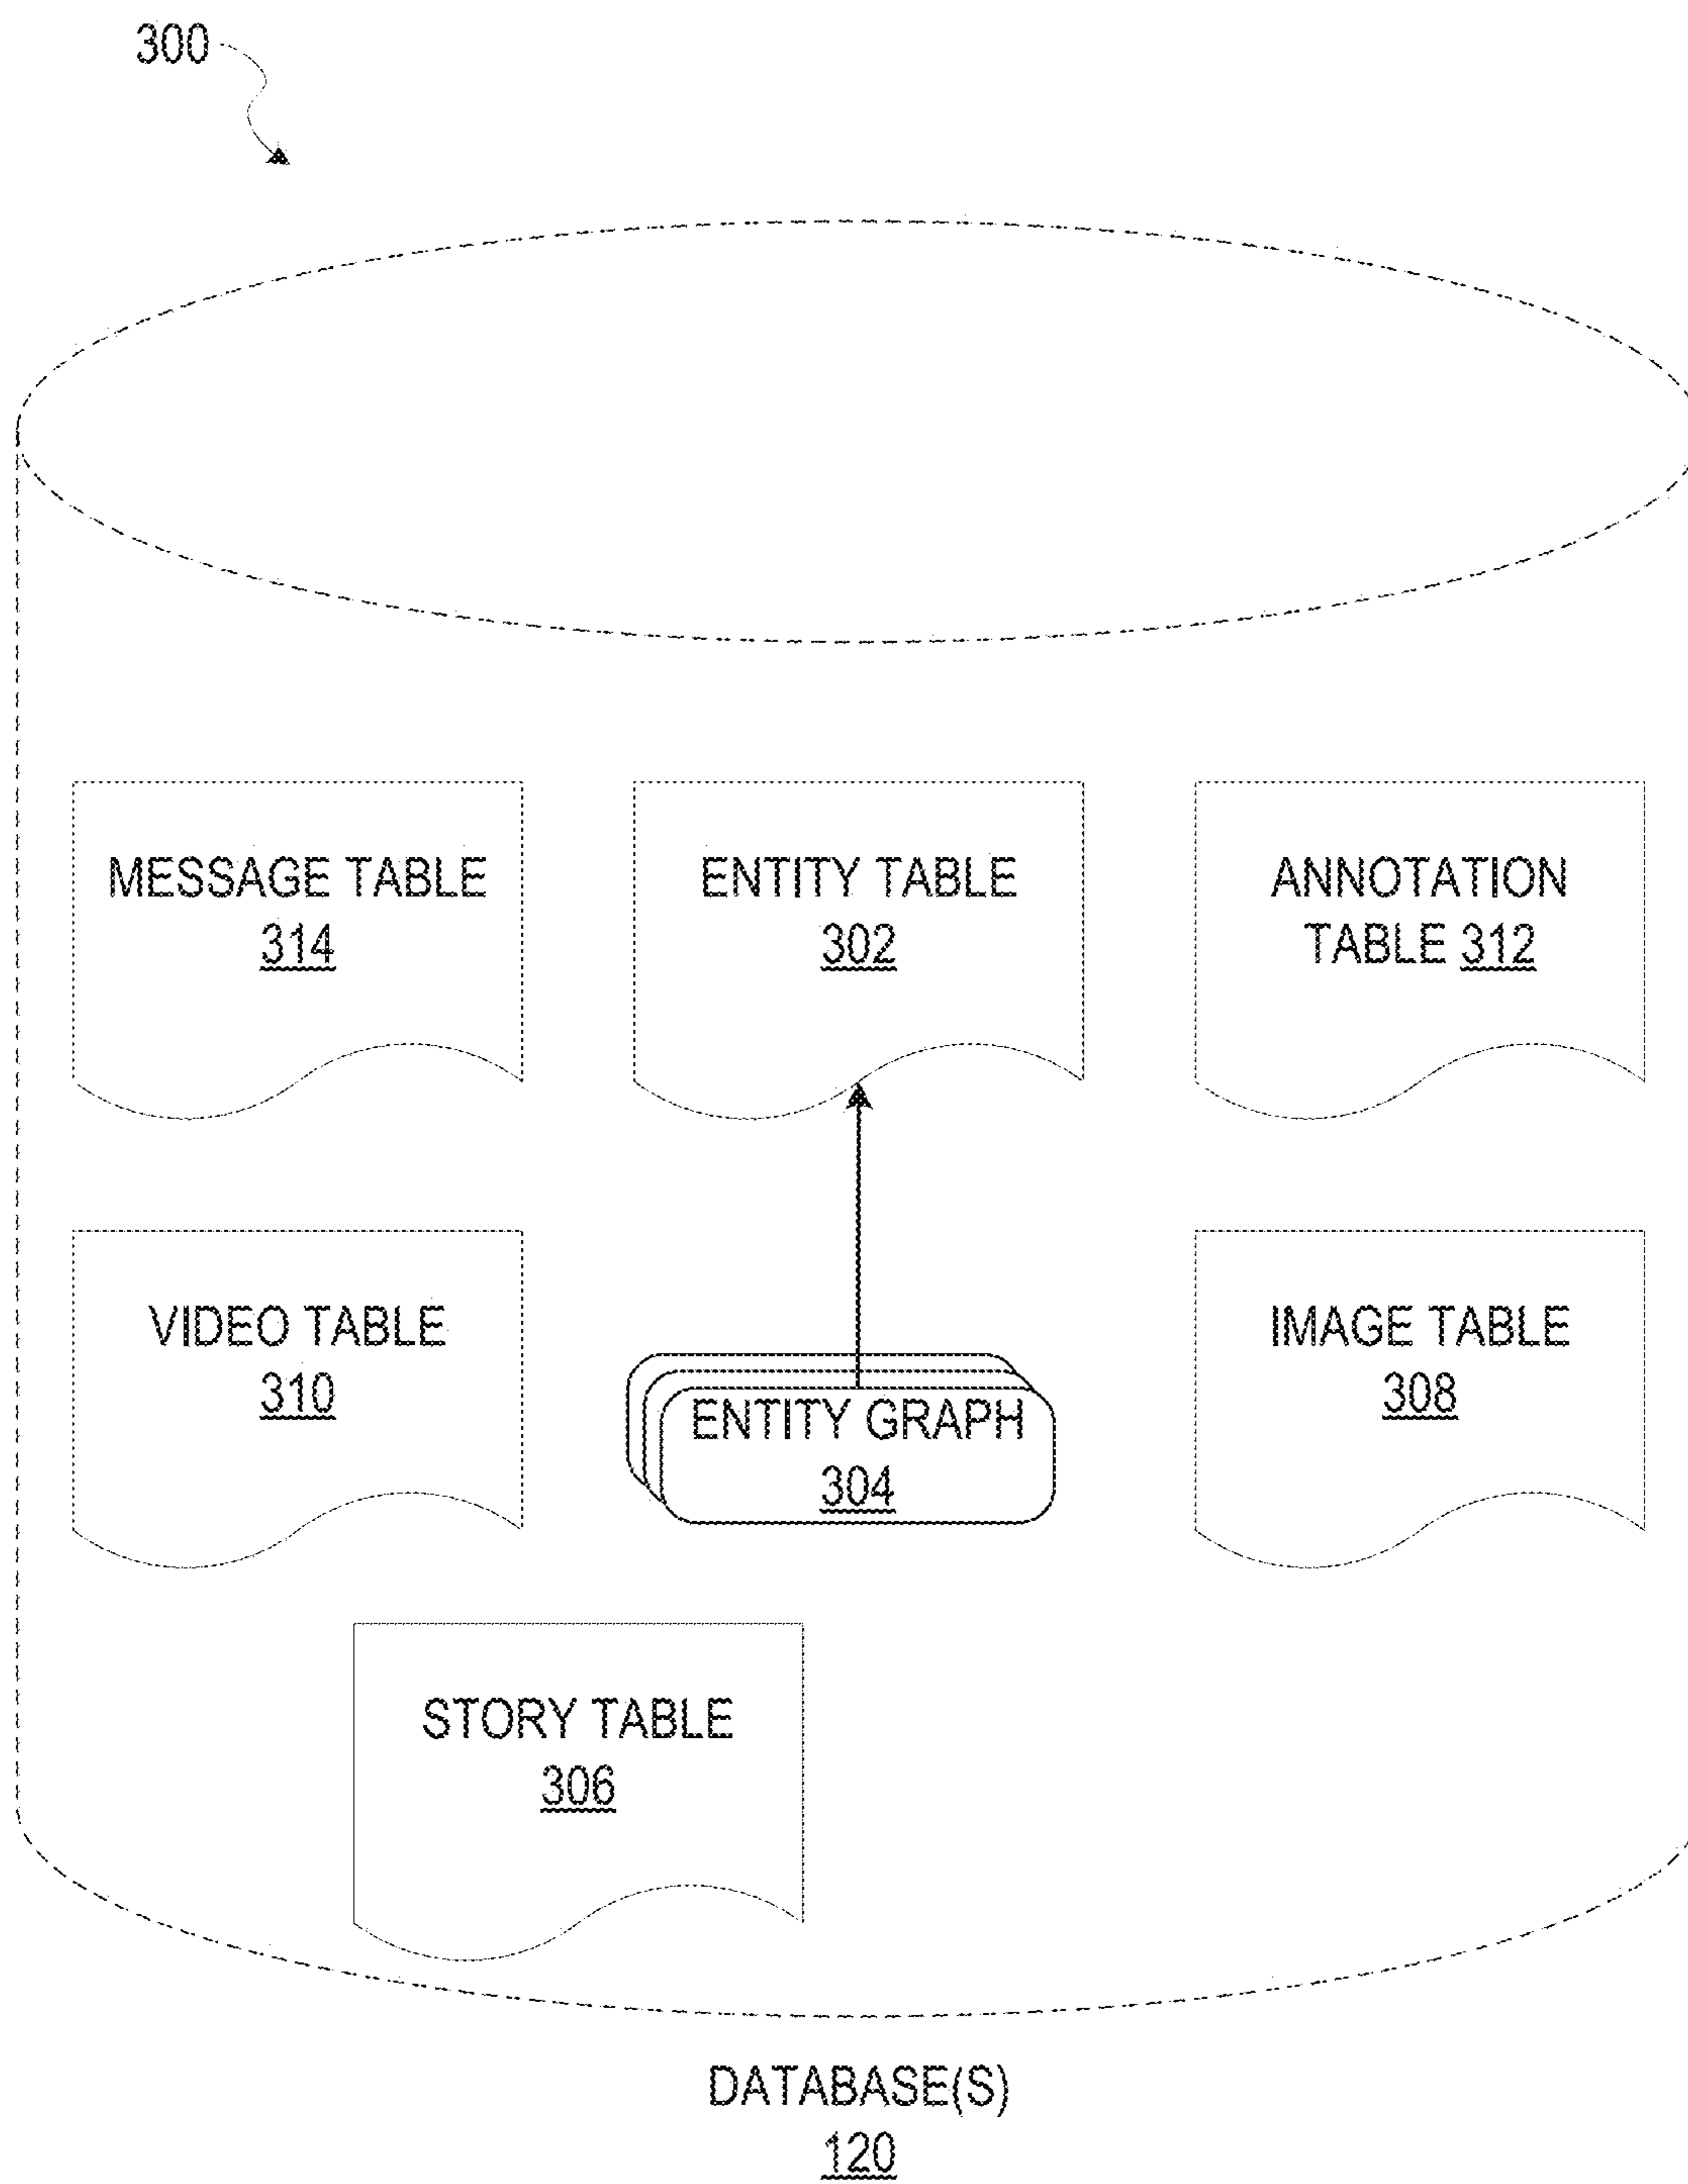 300
MESSAGE TABLE
314
ENTITY TABLE
302
ANNOTATION
TABLE 312
VIDEO TABLE
310
ENTITY GRAPH
304
IMAGE TABLE
308
STORY TABLE
306
DATABASE(S)
120